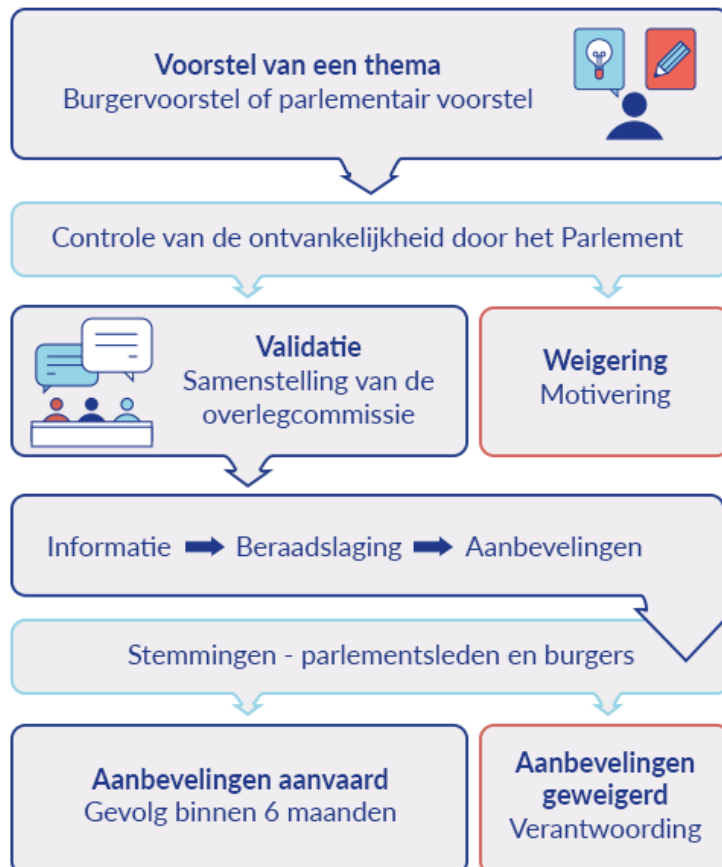 Voorstel van een thema
Burgervoorstel of parlementair voorstel
Controle van de ontvankelijkheid door het Parlement
Validatie
Samenstelling van de
overlegcommissie
Weigering
Motivering
Informatie
Beraadslaging
Aanbevelingen
Stemmingen - parlementsleden en burgers
Aanbevelingen aanvaard
Gevolg binnen 6 maanden
Aanbevelingen
geweigerd
Verantwoording